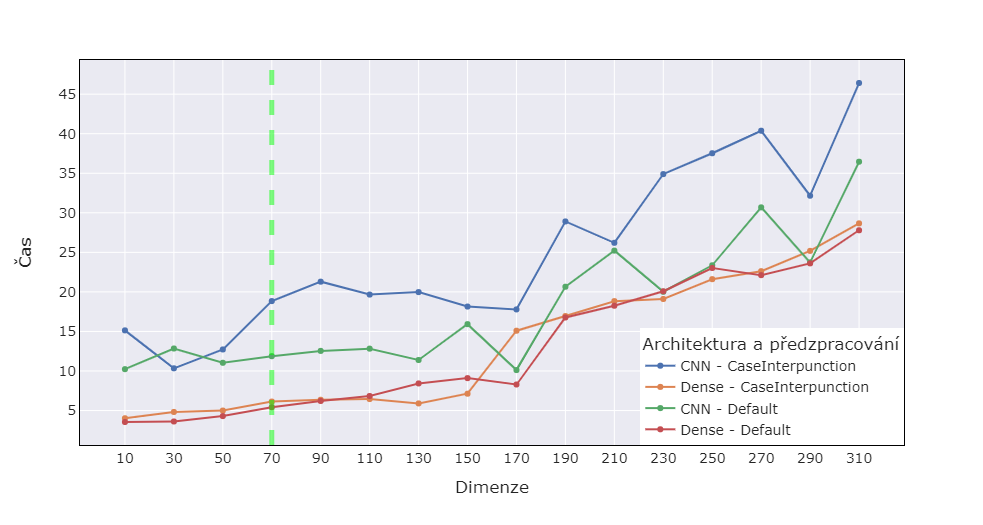 Čas
45
40
35
30
25
20
15
10
5
10 30 50 70 90 110 130 150 170 190 210 230 250 270 290 310
Dimenze
Architektura a předzpracování
CNN - CaseInterpunction
Dense - CaseInterpunction
CNN - Default
Dense - Default